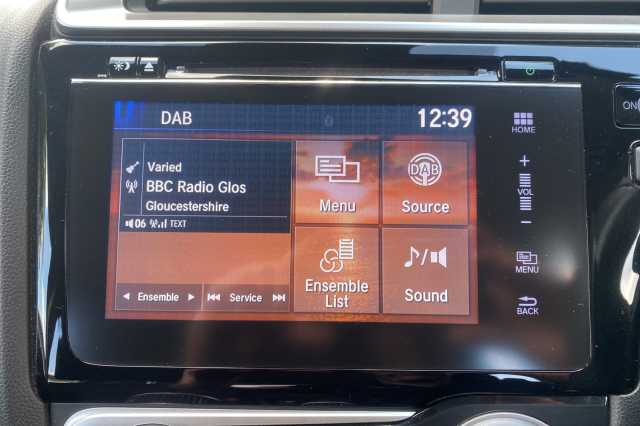 DAB
12:39
Varied
BBC Radio Glos
Gloucestershire
06 TEXT
Ensemble
Service
Menu
DAB
Source
Ensemble
List
Sound
HOME
+
VOL
−
MENU
BACK
ON